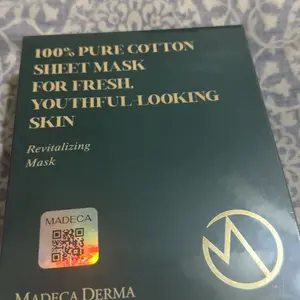 100% PURE COTTON
SHEET MASK
FOR FRESH,
YOUTHFUL-LOOKING
SKIN
Revitalizing
Mask
MADECA
MADECA DERMA